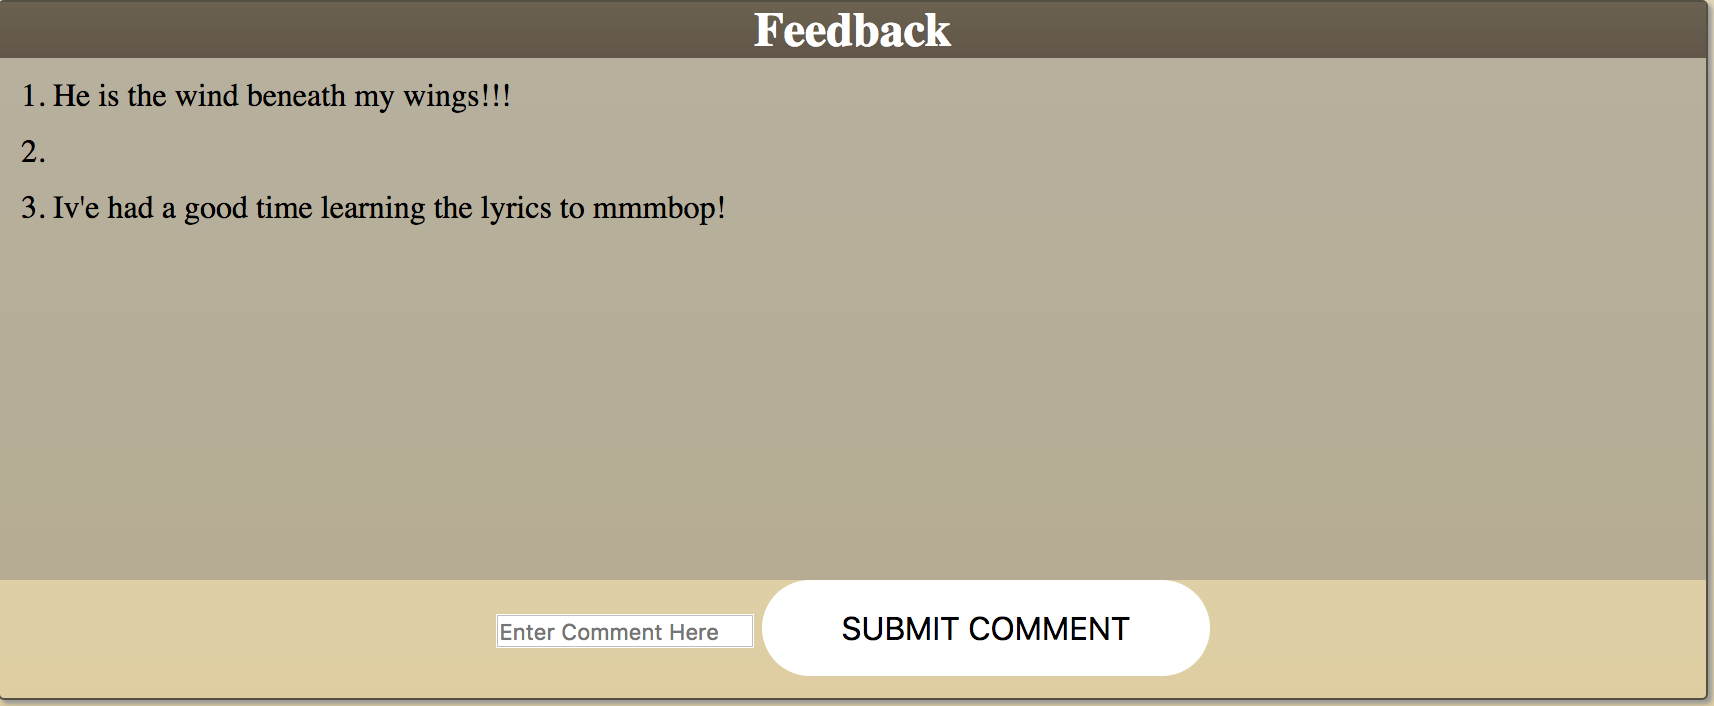 Feedback
1. He is the wind beneath my wings!!!
2.
3. Iv'e had a good time learning the lyrics to mmmbop!
Enter Comment Here
SUBMIT COMMENT